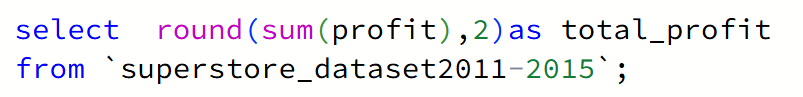 select  round(sum(profit),2)as total_profit
from `superstore_dataset2011-2015`;